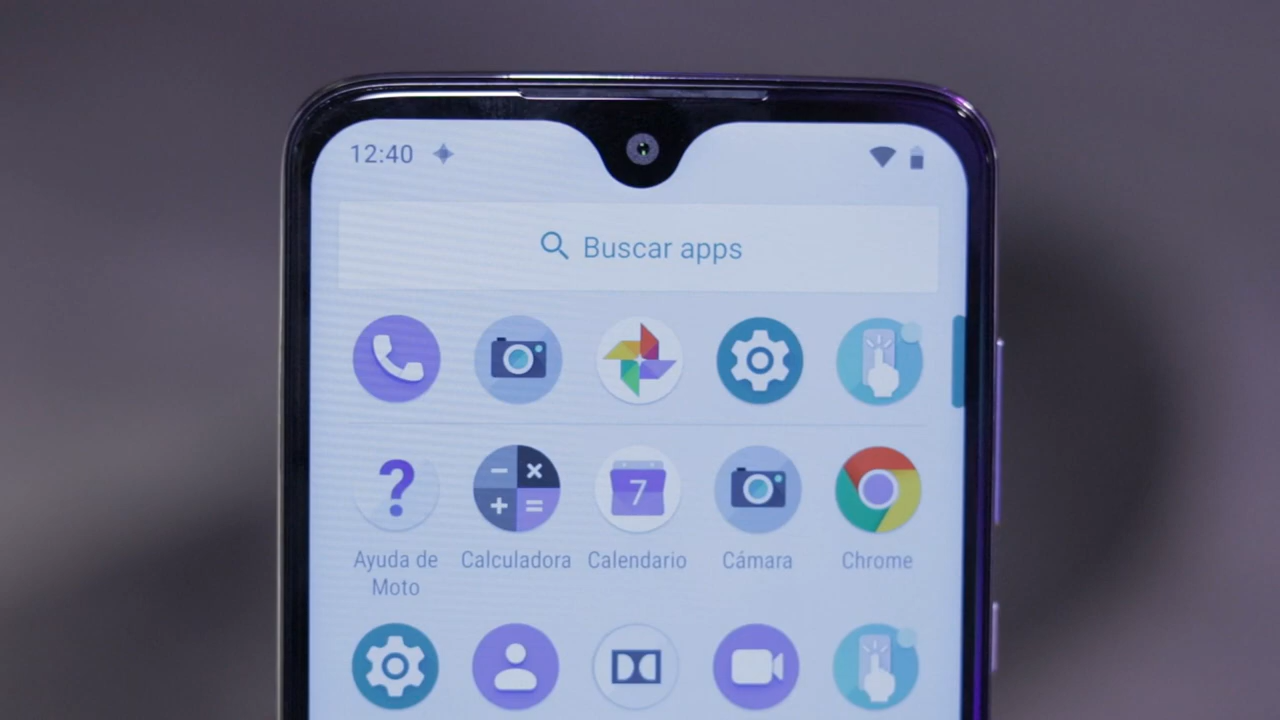 12:40
Buscar apps
7
Ayuda de
Moto
Calculadora
Calendario
Cámara
Chrome